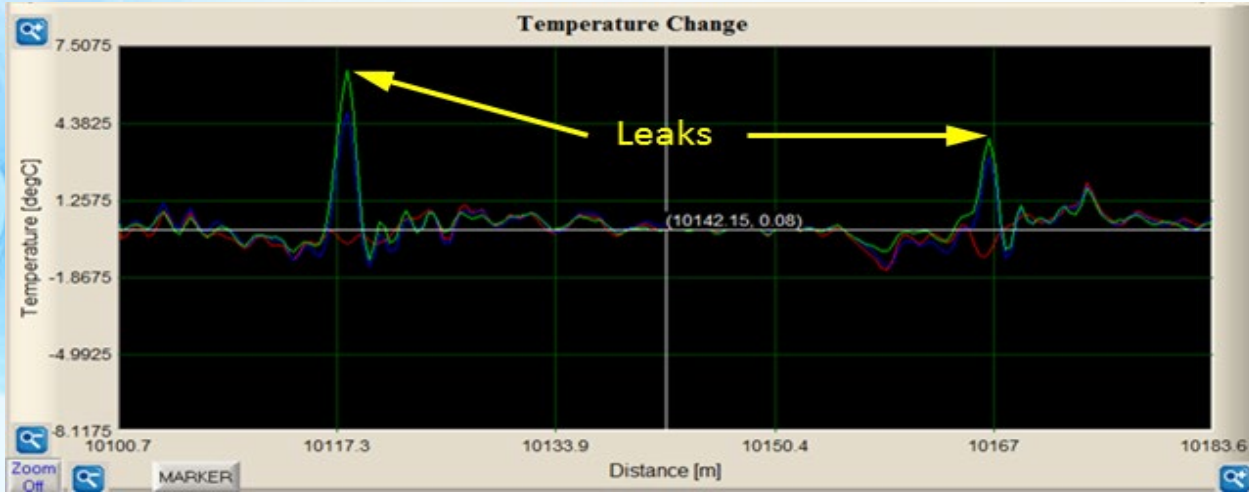 Temperature Change
7.5075
4.3825
1.2575
-1.8675
-4.9925
-8.1175
Temperature [degC]
Leaks
(10142.15, 0.08)
10100.7 10117.3 10133.9 10150.4 10167 10183.6
Distance [m]
Zoom
Off
MARKER